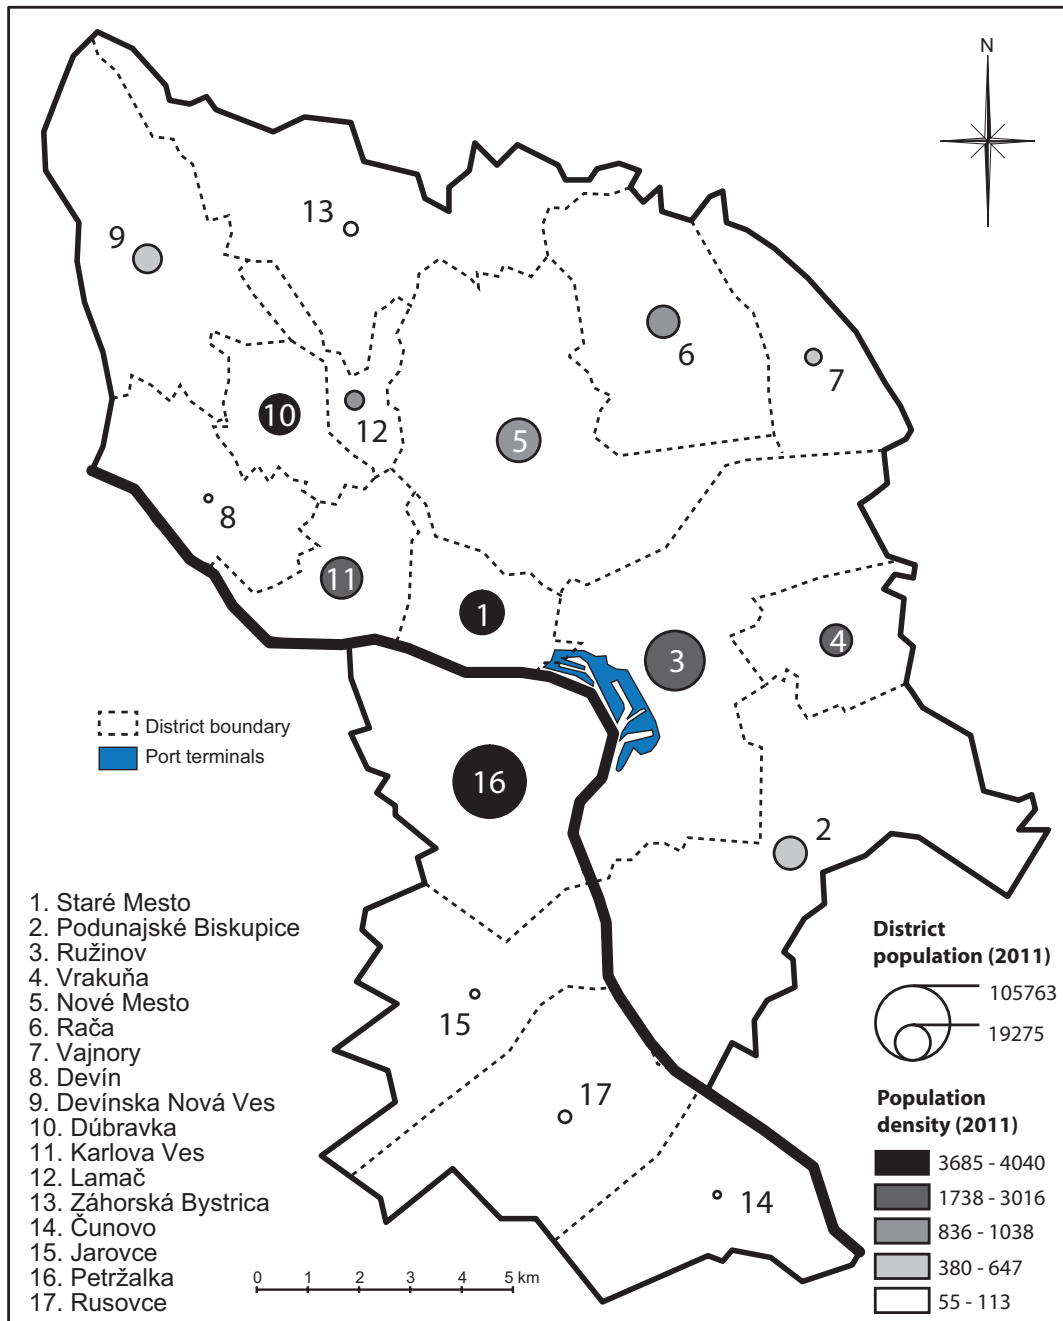 N
13
9
6
7
10
12
5
8
11
1
3
4
District boundary
Port terminals
16
2
1. Staré Mesto
2. Podunajské Biskupice
3. Ružinov
4. Vrakuňa
5. Nové Mesto
6. Rača
7. Vajnory
8. Devín
9. Devínska Nová Ves
10. Dúbravka
11. Karlova Ves
12. Lamač
13. Záhorská Bystrica
14. Čunovo
15. Jarovce
16. Petržalka
17. Rusovce
15
17
14
0 1 2 3 4 5 km
District
population (2011)
105763
19275
Population
density (2011)
3685 - 4040
1738 - 3016
836 - 1038
380 - 647
55 - 113